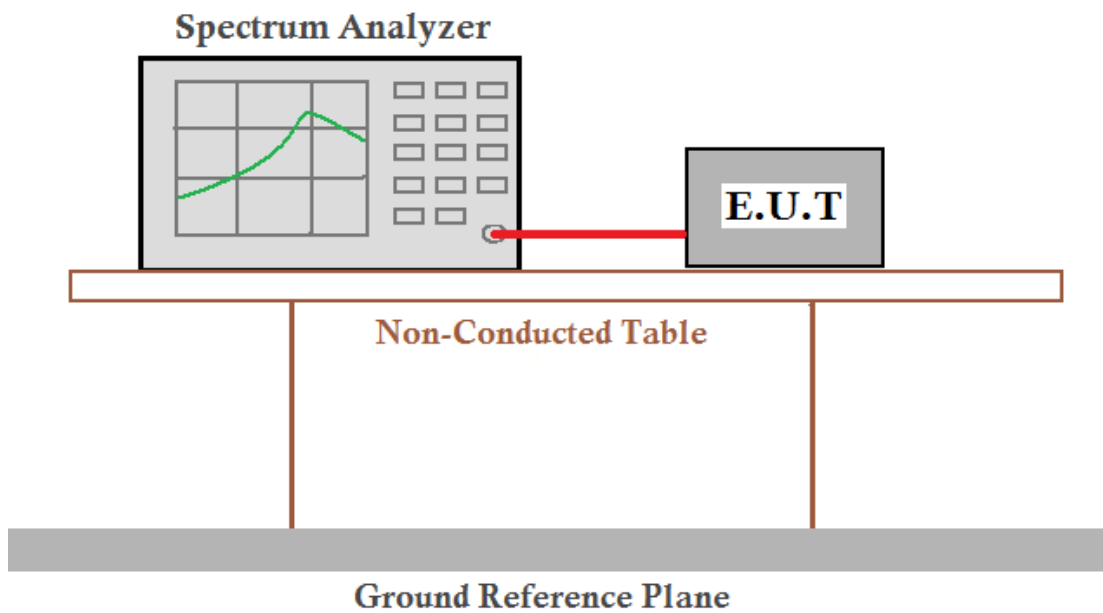 Spectrum Analyzer
E.U.T
Non-Conducted Table
Ground Reference Plane